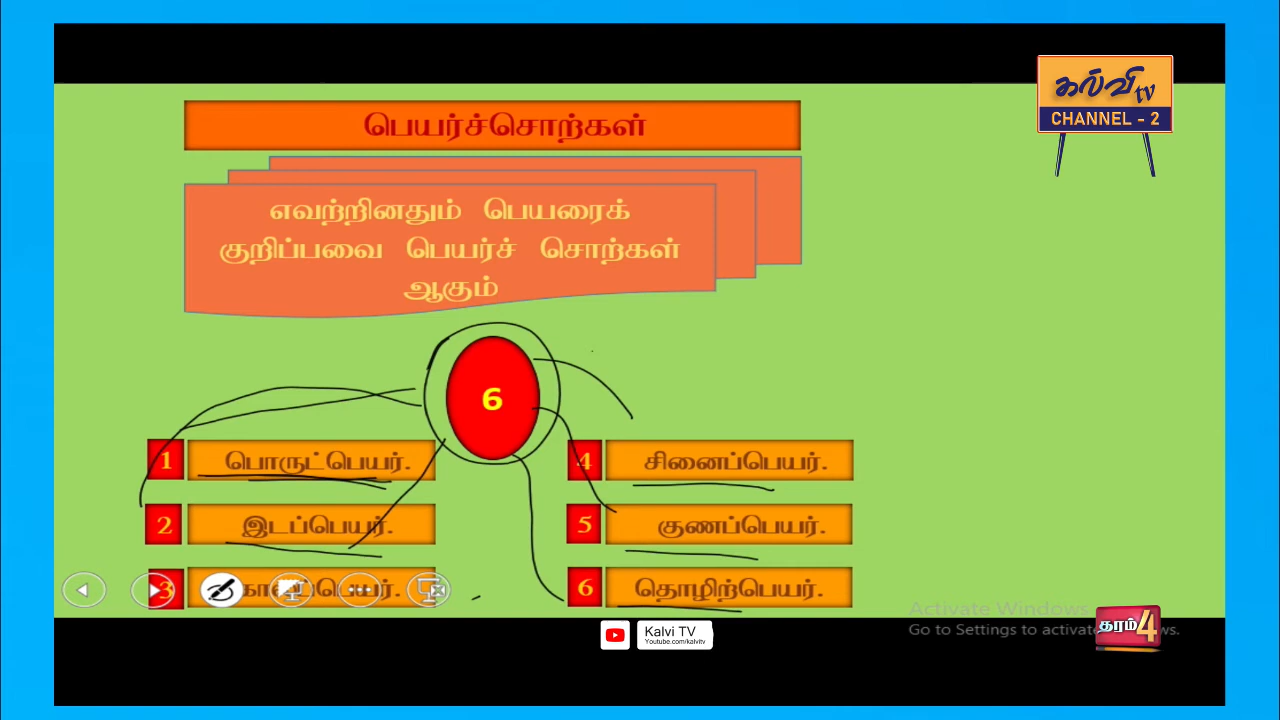 கல்வி tv
CHANNEL - 2
பெயர்ச்சொற்கள்
எவற்றினதும் பெயரைக்
குறிப்பவை பெயர்ச் சொற்கள்
ஆகும்
6
1 பொருட்பெயர்.
2 இடப்பெயர்.
3 காலப்பெயர்.
4 சினைப்பெயர்.
5 குணப்பெயர்.
6 தொழிற்பெயர்.
Activate Windows
Go to Settings to activate Windows.
தரம் 4
Kalvi TV
Youtube.com/kalvitv